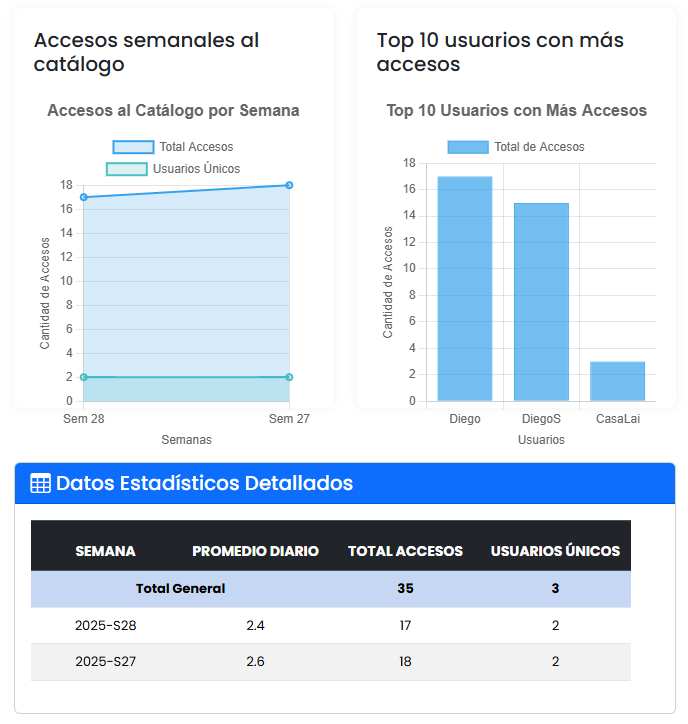 Accesos semanales al
catálogo
Accesos al Catálogo por Semana
Total Accesos
Usuarios Únicos
18
16
14
12
10
8
6
4
2
0
Cantidad de Accesos
Sem 28
Sem 27
Semanas
Top 10 usuarios con más
accesos
Top 10 Usuarios con Más Accesos
Total de Accesos
18
16
14
12
10
8
6
4
2
0
Cantidad de Accesos
Diego
DiegoS
CasaLai
Usuarios
Datos Estadísticos Detallados
SEMANA PROMEDIO DIARIO TOTAL ACCESOS USUARIOS ÚNICOS
Total General 35 3
2025-S28 2.4 17 2
2025-S27 2.6 18 2